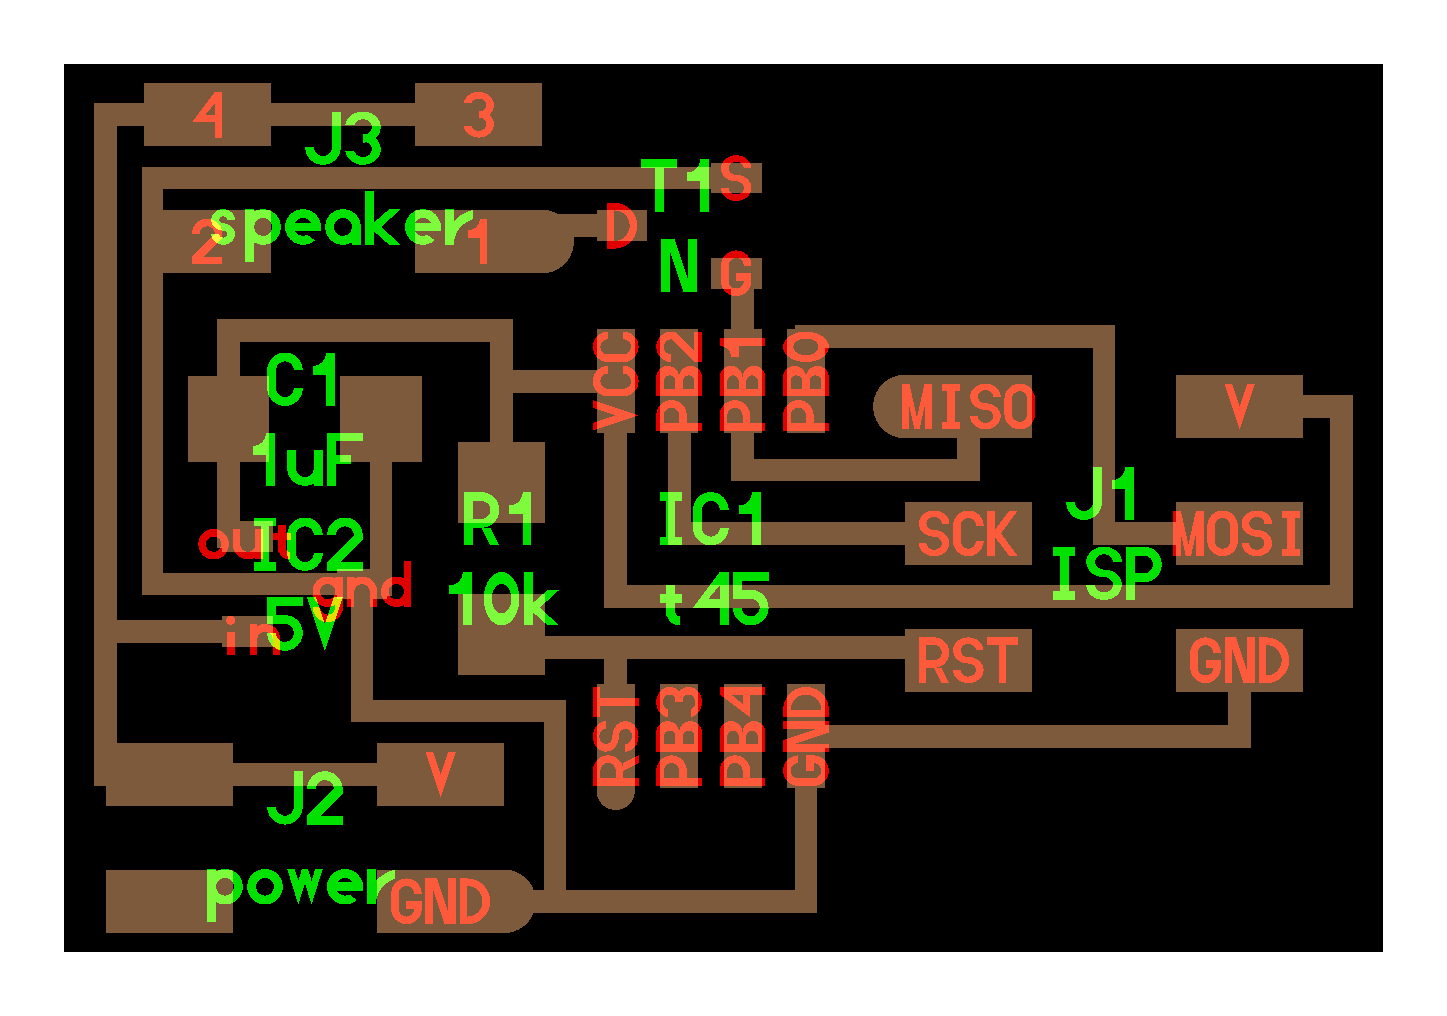 4
3
J3
T1
S
2
speaker
1
D
N
G
C1
1uF
VCC
PB2
PB1
PB0
MISO
V
J1
out
IC2
R1
IC1
SCK
MOSI
gnd
ISP
in
5V
10k
t45
RST
GND
RST
PB3
PB4
GND
V
J2
power
GND